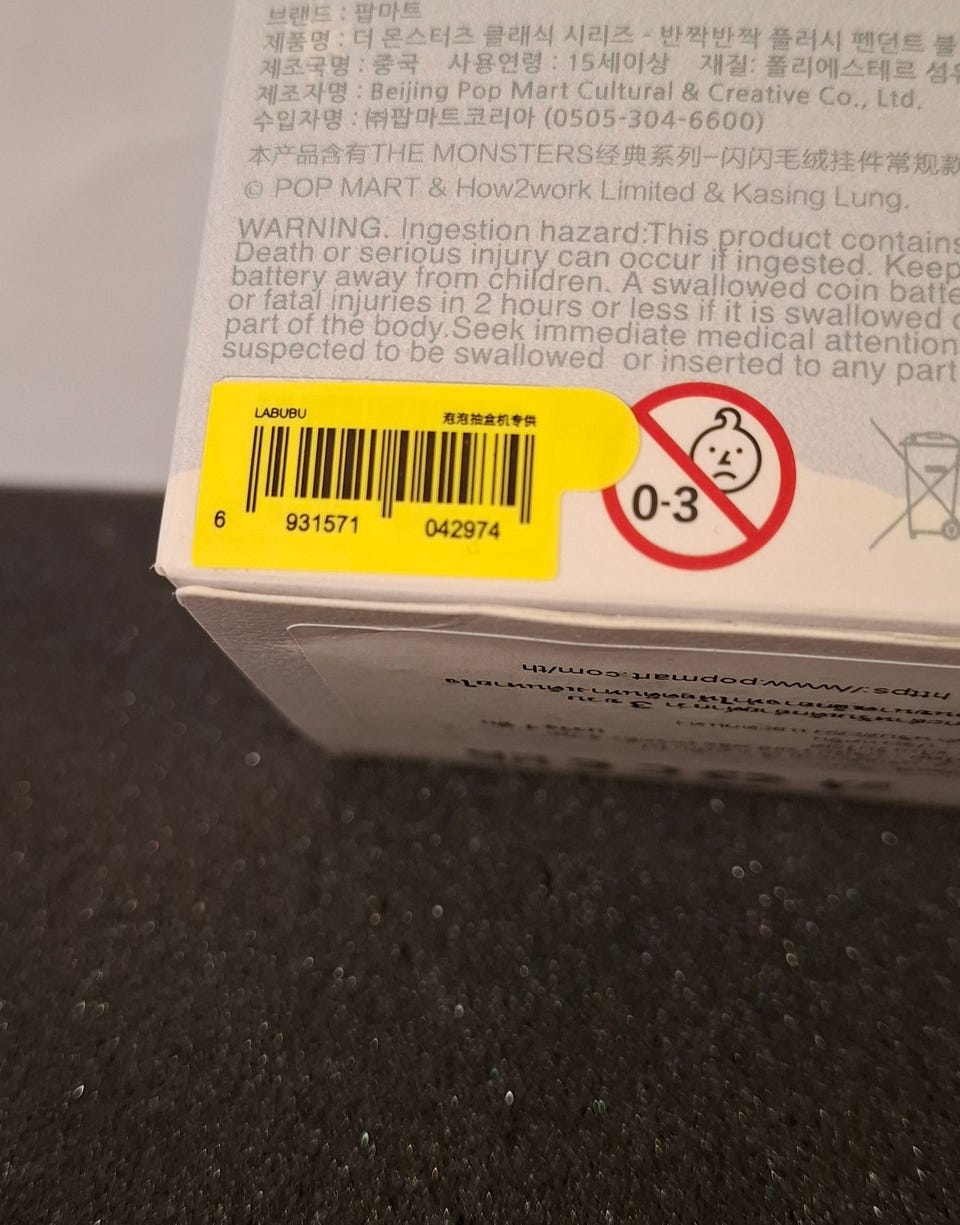 브랜드 : 팝마트
제품명 : 더 몬스터즈 클래식 시리즈 - 반짝반짝 플러시 펜던트 블
제조국명 : 중국 사용연령 : 15세이상 재질: 폴리에스테르 섬유
제조자명 : Beijing Pop Mart Cultural & Creative Co., Ltd.
수입자명 : ㈜팝마트코리아 (0505-304-6600)
本产品含有THE MONSTERS经典系列-闪闪毛绒挂件常规款
© POP MART & How2work Limited & Kasing Lung.
WARNING. Ingestion hazard:This product contains
Death or serious injury can occur if ingested. Keep
battery away from children. A swallowed coin batte
or fatal injuries in 2 hours or less if it is swallowed o
part of the body.Seek immediate medical attention
suspected to be swallowed or inserted to any part
LABUBU 泡泡抽盒机专供
6 931571 042974
0-3
https://www.popmart.com/th